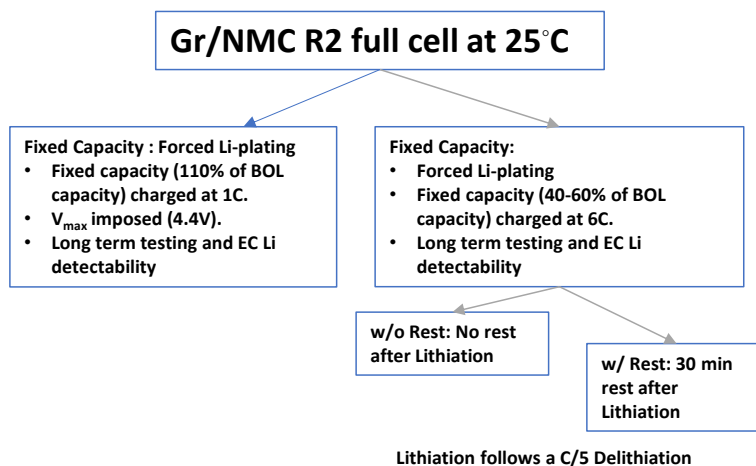 Gr/NMC R2 full cell at 25°C
Fixed Capacity : Forced Li-plating
• Fixed capacity (110% of BOL
capacity) charged at 1C.
• Vmax imposed (4.4V).
• Long term testing and EC Li
detectability
Fixed Capacity:
• Forced Li-plating
• Fixed capacity (40-60% of BOL
capacity) charged at 6C.
• Long term testing and EC Li
detectability
w/o Rest: No rest
after Lithiation
w/ Rest: 30 min
rest after
Lithiation
Lithiation follows a C/5 Delithiation